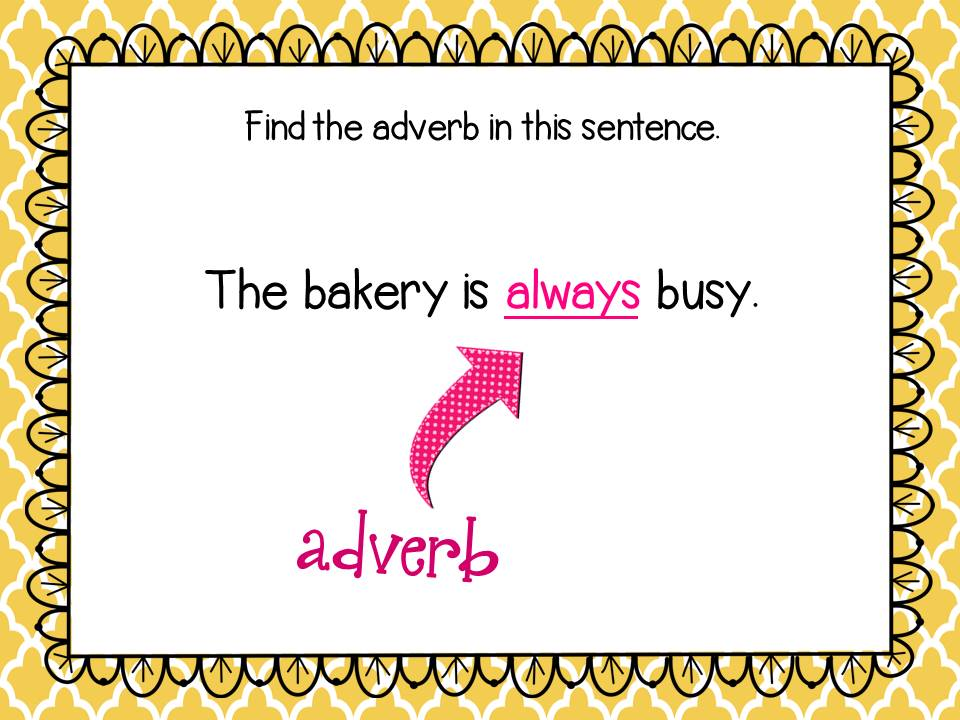 Find the adverb in this sentence.
The bakery is always busy.
adverb